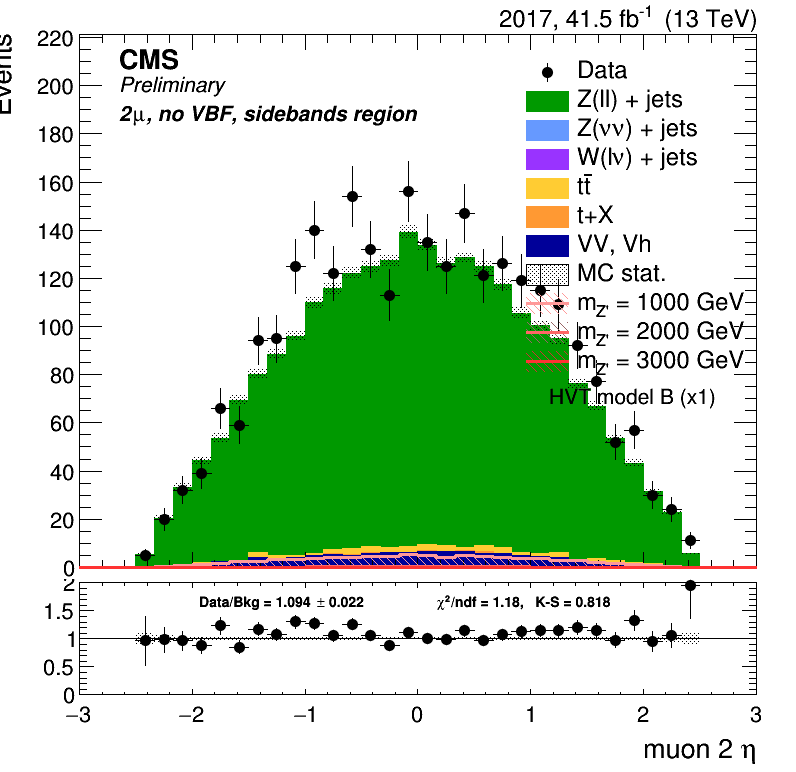 2017, 41.5 fb⁻¹ (13 TeV)
Events
220
200
180
160
140
120
100
80
60
40
20
0
CMS
Preliminary
2μ, no VBF, sidebands region
Data
Z(ll) + jets
Z(νν) + jets
W(lν) + jets
tt̄
t+X
VV, Vh
MC stat.
m_Z' = 1000 GeV
m_Z' = 2000 GeV
m_Z' = 3000 GeV
HVT model B (x1)
2
1.5
1
0.5
0
Data/Bkg = 1.094 ± 0.022
χ²/ndf = 1.18, K-S = 0.818
−3 −2 −1 0 1 2 3
muon 2 η